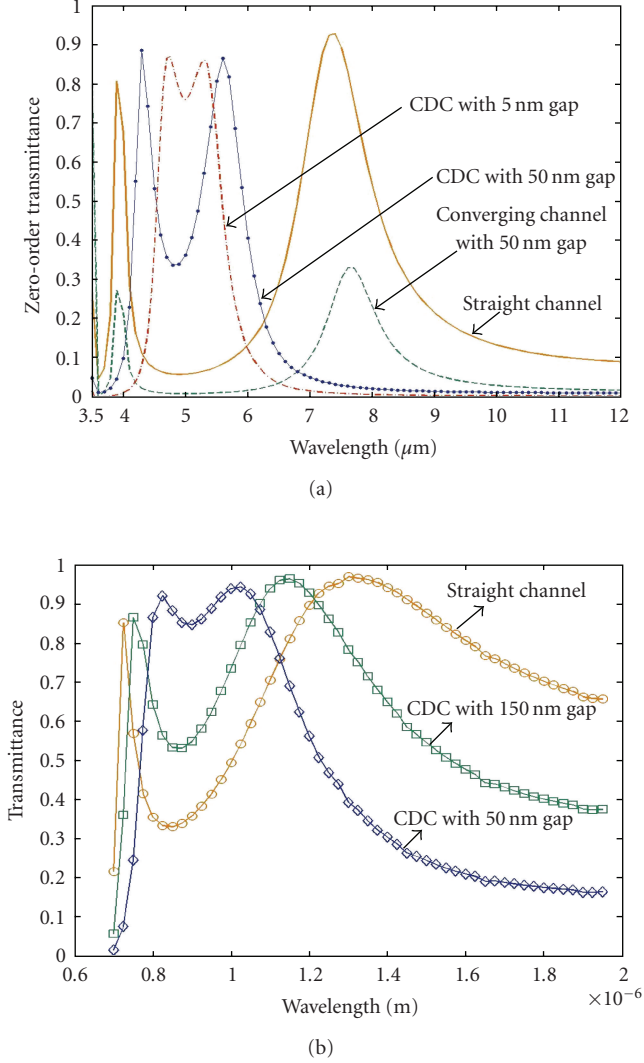 1
0.9
0.8
0.7
0.6
0.5
0.4
0.3
0.2
0.1
0
Zero-order transmittance
CDC with 5 nm gap
CDC with 50 nm gap
Converging channel
with 50 nm gap
Straight channel
3.5 4 5 6 7 8 9 10 11 12
Wavelength (μm)
(a)
1
0.9
0.8
0.7
0.6
0.5
0.4
0.3
0.2
0.1
0
Transmittance
Straight channel
CDC with 150 nm gap
CDC with 50 nm gap
0.6 0.8 1 1.2 1.4 1.6 1.8 2
×10⁻⁶
Wavelength (m)
(b)